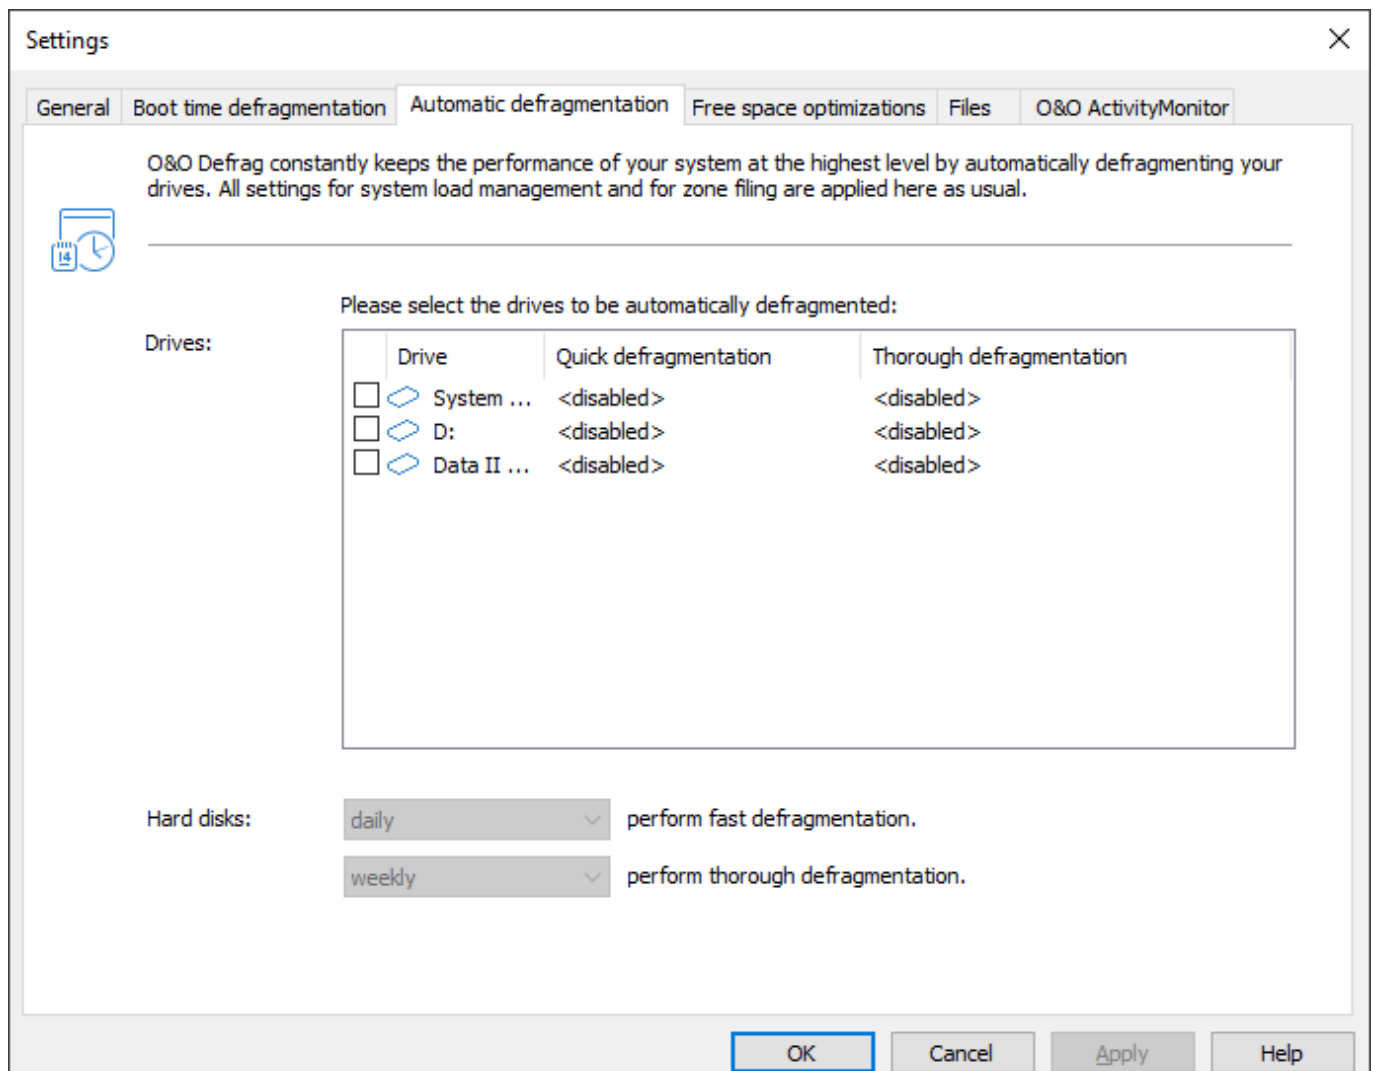 Settings
General Boot time defragmentation Automatic defragmentation Free space optimizations Files O&O ActivityMonitor
O&O Defrag constantly keeps the performance of your system at the highest level by automatically defragmenting your
drives. All settings for system load management and for zone filing are applied here as usual.
14
Please select the drives to be automatically defragmented:
Drives:
Drive Quick defragmentation Thorough defragmentation
System ... <disabled> <disabled>
D: <disabled> <disabled>
Data II ... <disabled> <disabled>
Hard disks: daily perform fast defragmentation.
weekly perform thorough defragmentation.
OK Cancel Apply Help